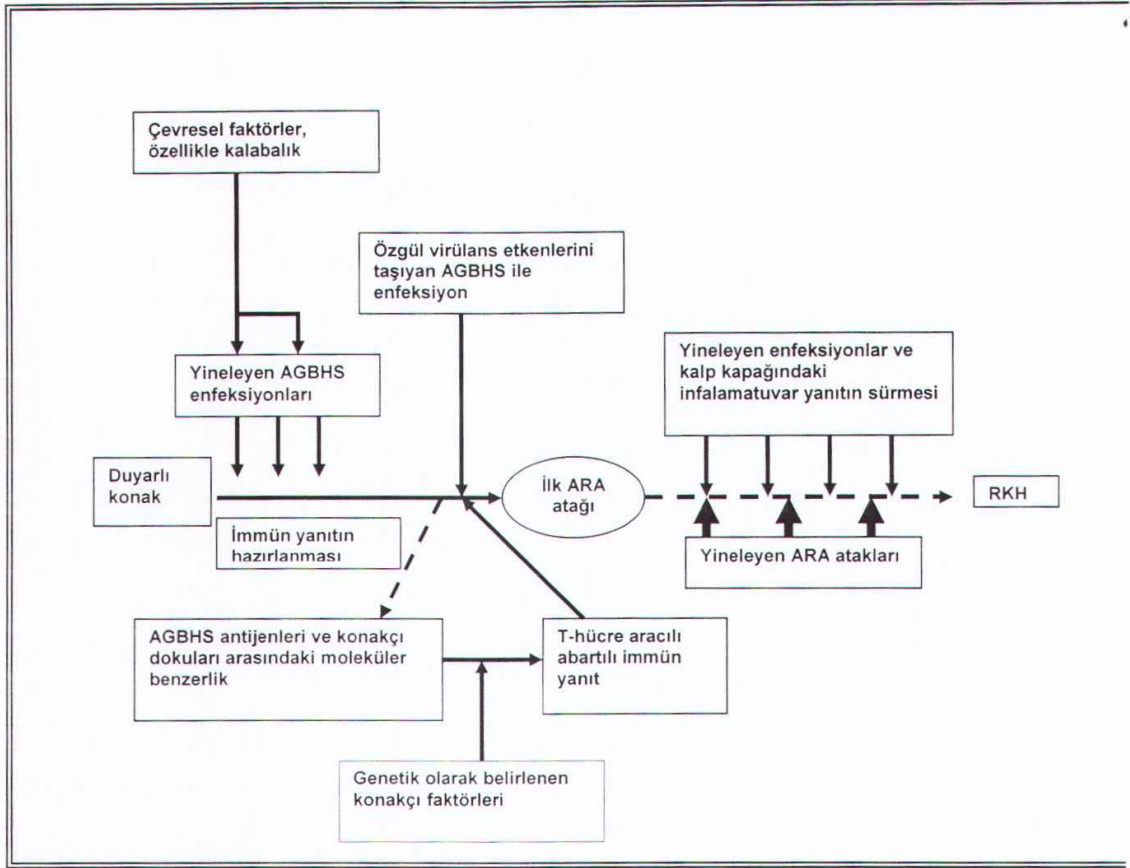 Çevresel faktörler,
özellikle kalabalık
Özgül virülans etkenlerini
taşıyan AGBHS ile
enfeksiyon
Yineleyen AGBHS
enfeksiyonları
Yineleyen enfeksiyonlar ve
kalp kapağındaki
infalamatuvar yanıtın sürmesi
Duyarlı
konak
İlk ARA
atağı
RKH
İmmün yanıtın
hazırlanması
Yineleyen ARA atakları
AGBHS antijenleri ve konakçı
dokuları arasındaki moleküler
benzerlik
T-hücre aracılı
abartılı immün
yanıt
Genetik olarak belirlenen
konakçı faktörleri